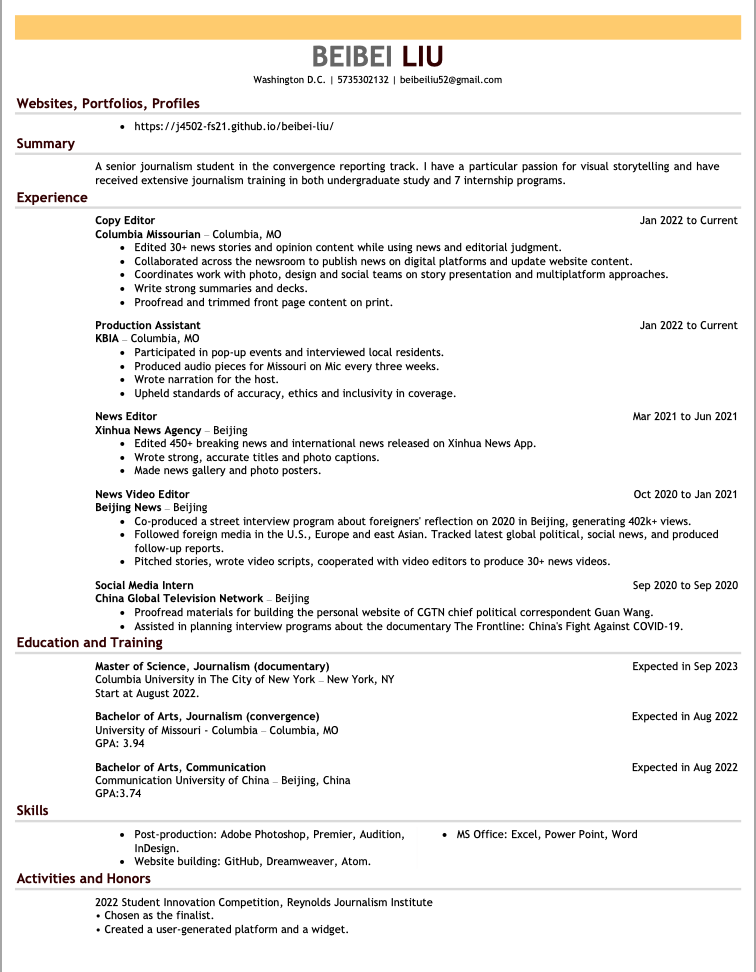 BEIBEI LIU
Washington D.C. | 5735302132 | beibeiliu52@gmail.com
Websites, Portfolios, Profiles
• https://j4502-fs21.github.io/beibei-liu/
Summary
A senior journalism student in the convergence reporting track. I have a particular passion for visual storytelling and have
received extensive journalism training in both undergraduate study and 7 internship programs.
Experience
Copy Editor Jan 2022 to Current
Columbia Missourian – Columbia, MO
• Edited 30+ news stories and opinion content while using news and editorial judgment.
• Collaborated across the newsroom to publish news on digital platforms and update website content.
• Coordinates work with photo, design and social teams on story presentation and multiplatform approaches.
• Write strong summaries and decks.
• Proofread and trimmed front page content on print.
Production Assistant Jan 2022 to Current
KBIA – Columbia, MO
• Participated in pop-up events and interviewed local residents.
• Produced audio pieces for Missouri on Mic every three weeks.
• Wrote narration for the host.
• Upheld standards of accuracy, ethics and inclusivity in coverage.
News Editor Mar 2021 to Jun 2021
Xinhua News Agency – Beijing
• Edited 450+ breaking news and international news released on Xinhua News App.
• Wrote strong, accurate titles and photo captions.
• Made news gallery and photo posters.
News Video Editor Oct 2020 to Jan 2021
Beijing News – Beijing
• Co-produced a street interview program about foreigners' reflection on 2020 in Beijing, generating 402k+ views.
• Followed foreign media in the U.S., Europe and east Asian. Tracked latest global political, social news, and produced
follow-up reports.
• Pitched stories, wrote video scripts, cooperated with video editors to produce 30+ news videos.
Social Media Intern Sep 2020 to Sep 2020
China Global Television Network – Beijing
• Proofread materials for building the personal website of CGTN chief political correspondent Guan Wang.
• Assisted in planning interview programs about the documentary The Frontline: China's Fight Against COVID-19.
Education and Training
Master of Science, Journalism (documentary) Expected in Sep 2023
Columbia University in The City of New York – New York, NY
Start at August 2022.
Bachelor of Arts, Journalism (convergence) Expected in Aug 2022
University of Missouri - Columbia – Columbia, MO
GPA: 3.94
Bachelor of Arts, Communication Expected in Aug 2022
Communication University of China – Beijing, China
GPA:3.74
Skills
• Post-production: Adobe Photoshop, Premier, Audition,
InDesign.
• Website building: GitHub, Dreamweaver, Atom.
• MS Office: Excel, Power Point, Word
Activities and Honors
2022 Student Innovation Competition, Reynolds Journalism Institute
• Chosen as the finalist.
• Created a user-generated platform and a widget.